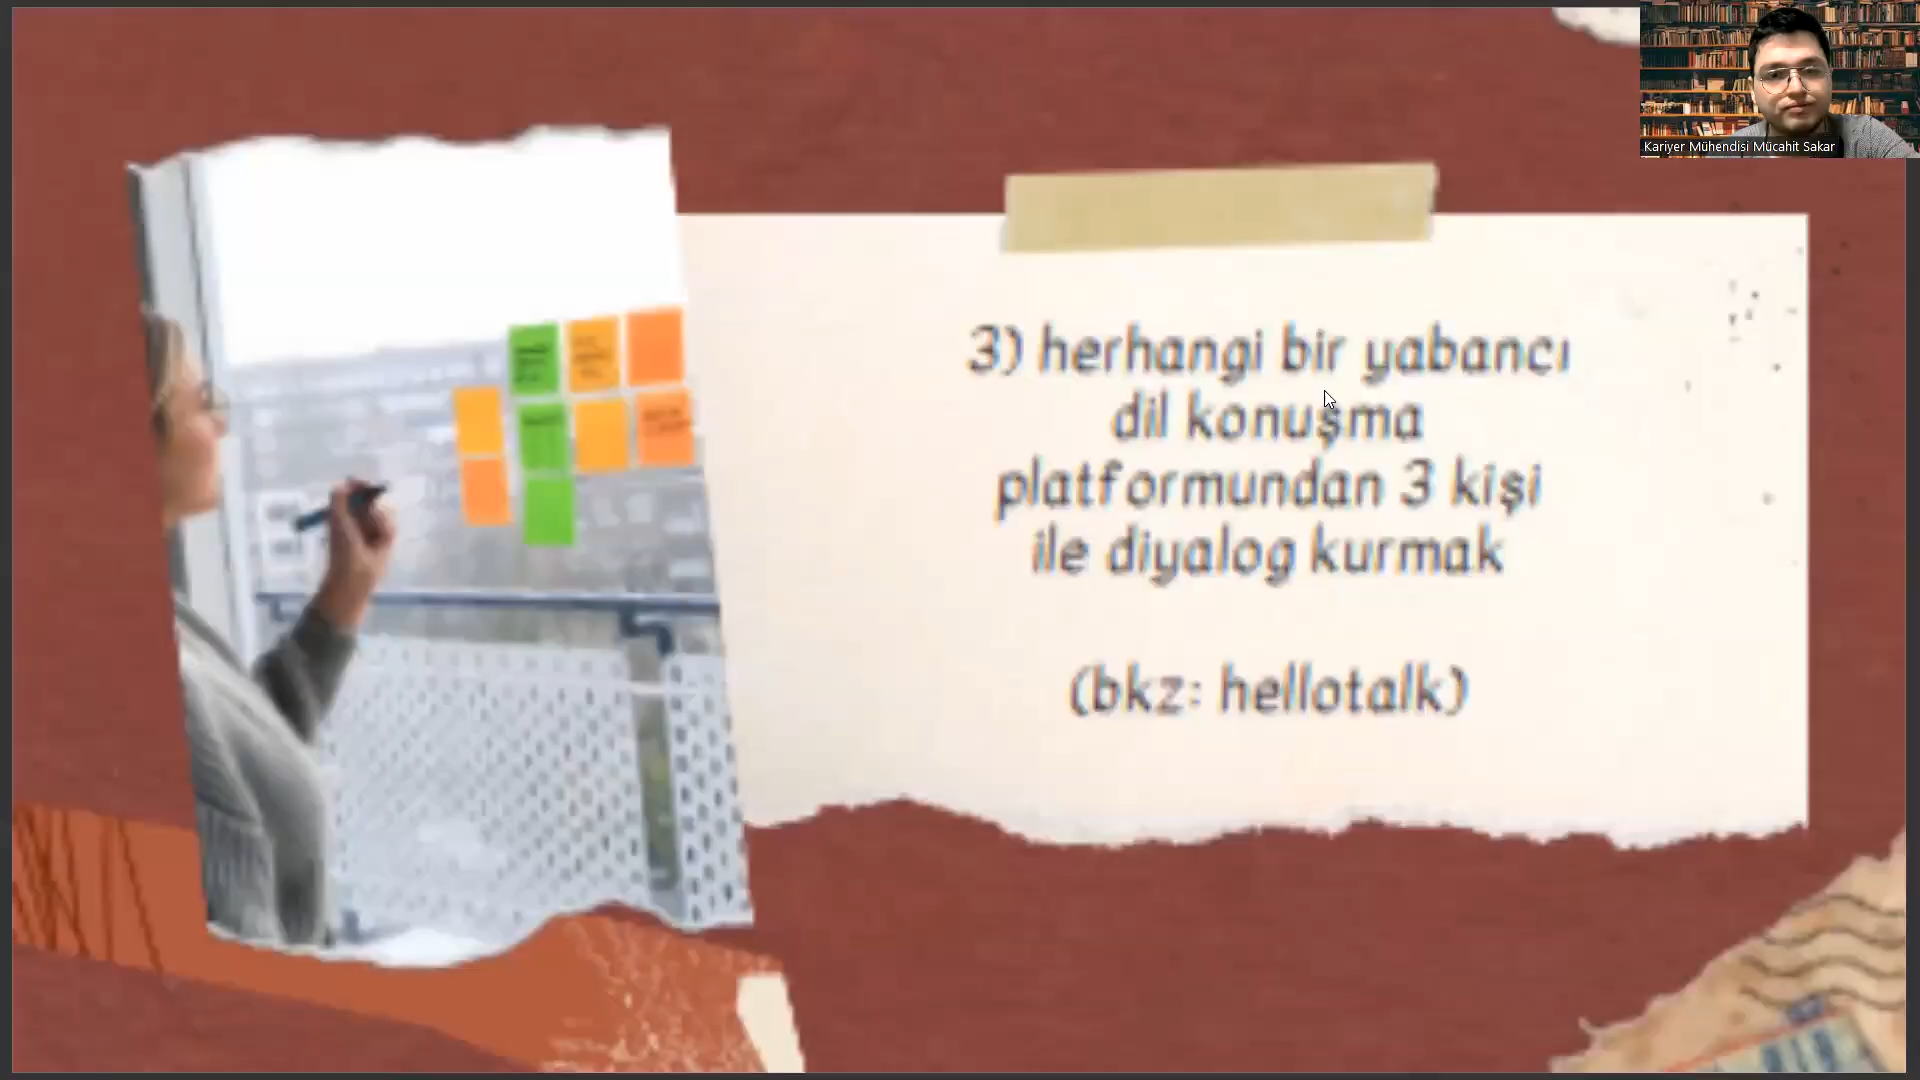 Kariyer Mühendisi Mücahit Sakar
3) herhangi bir yabancı
dil konuşma
platformundan 3 kişi
ile diyalog kurmak
(bkz: hellotalk)